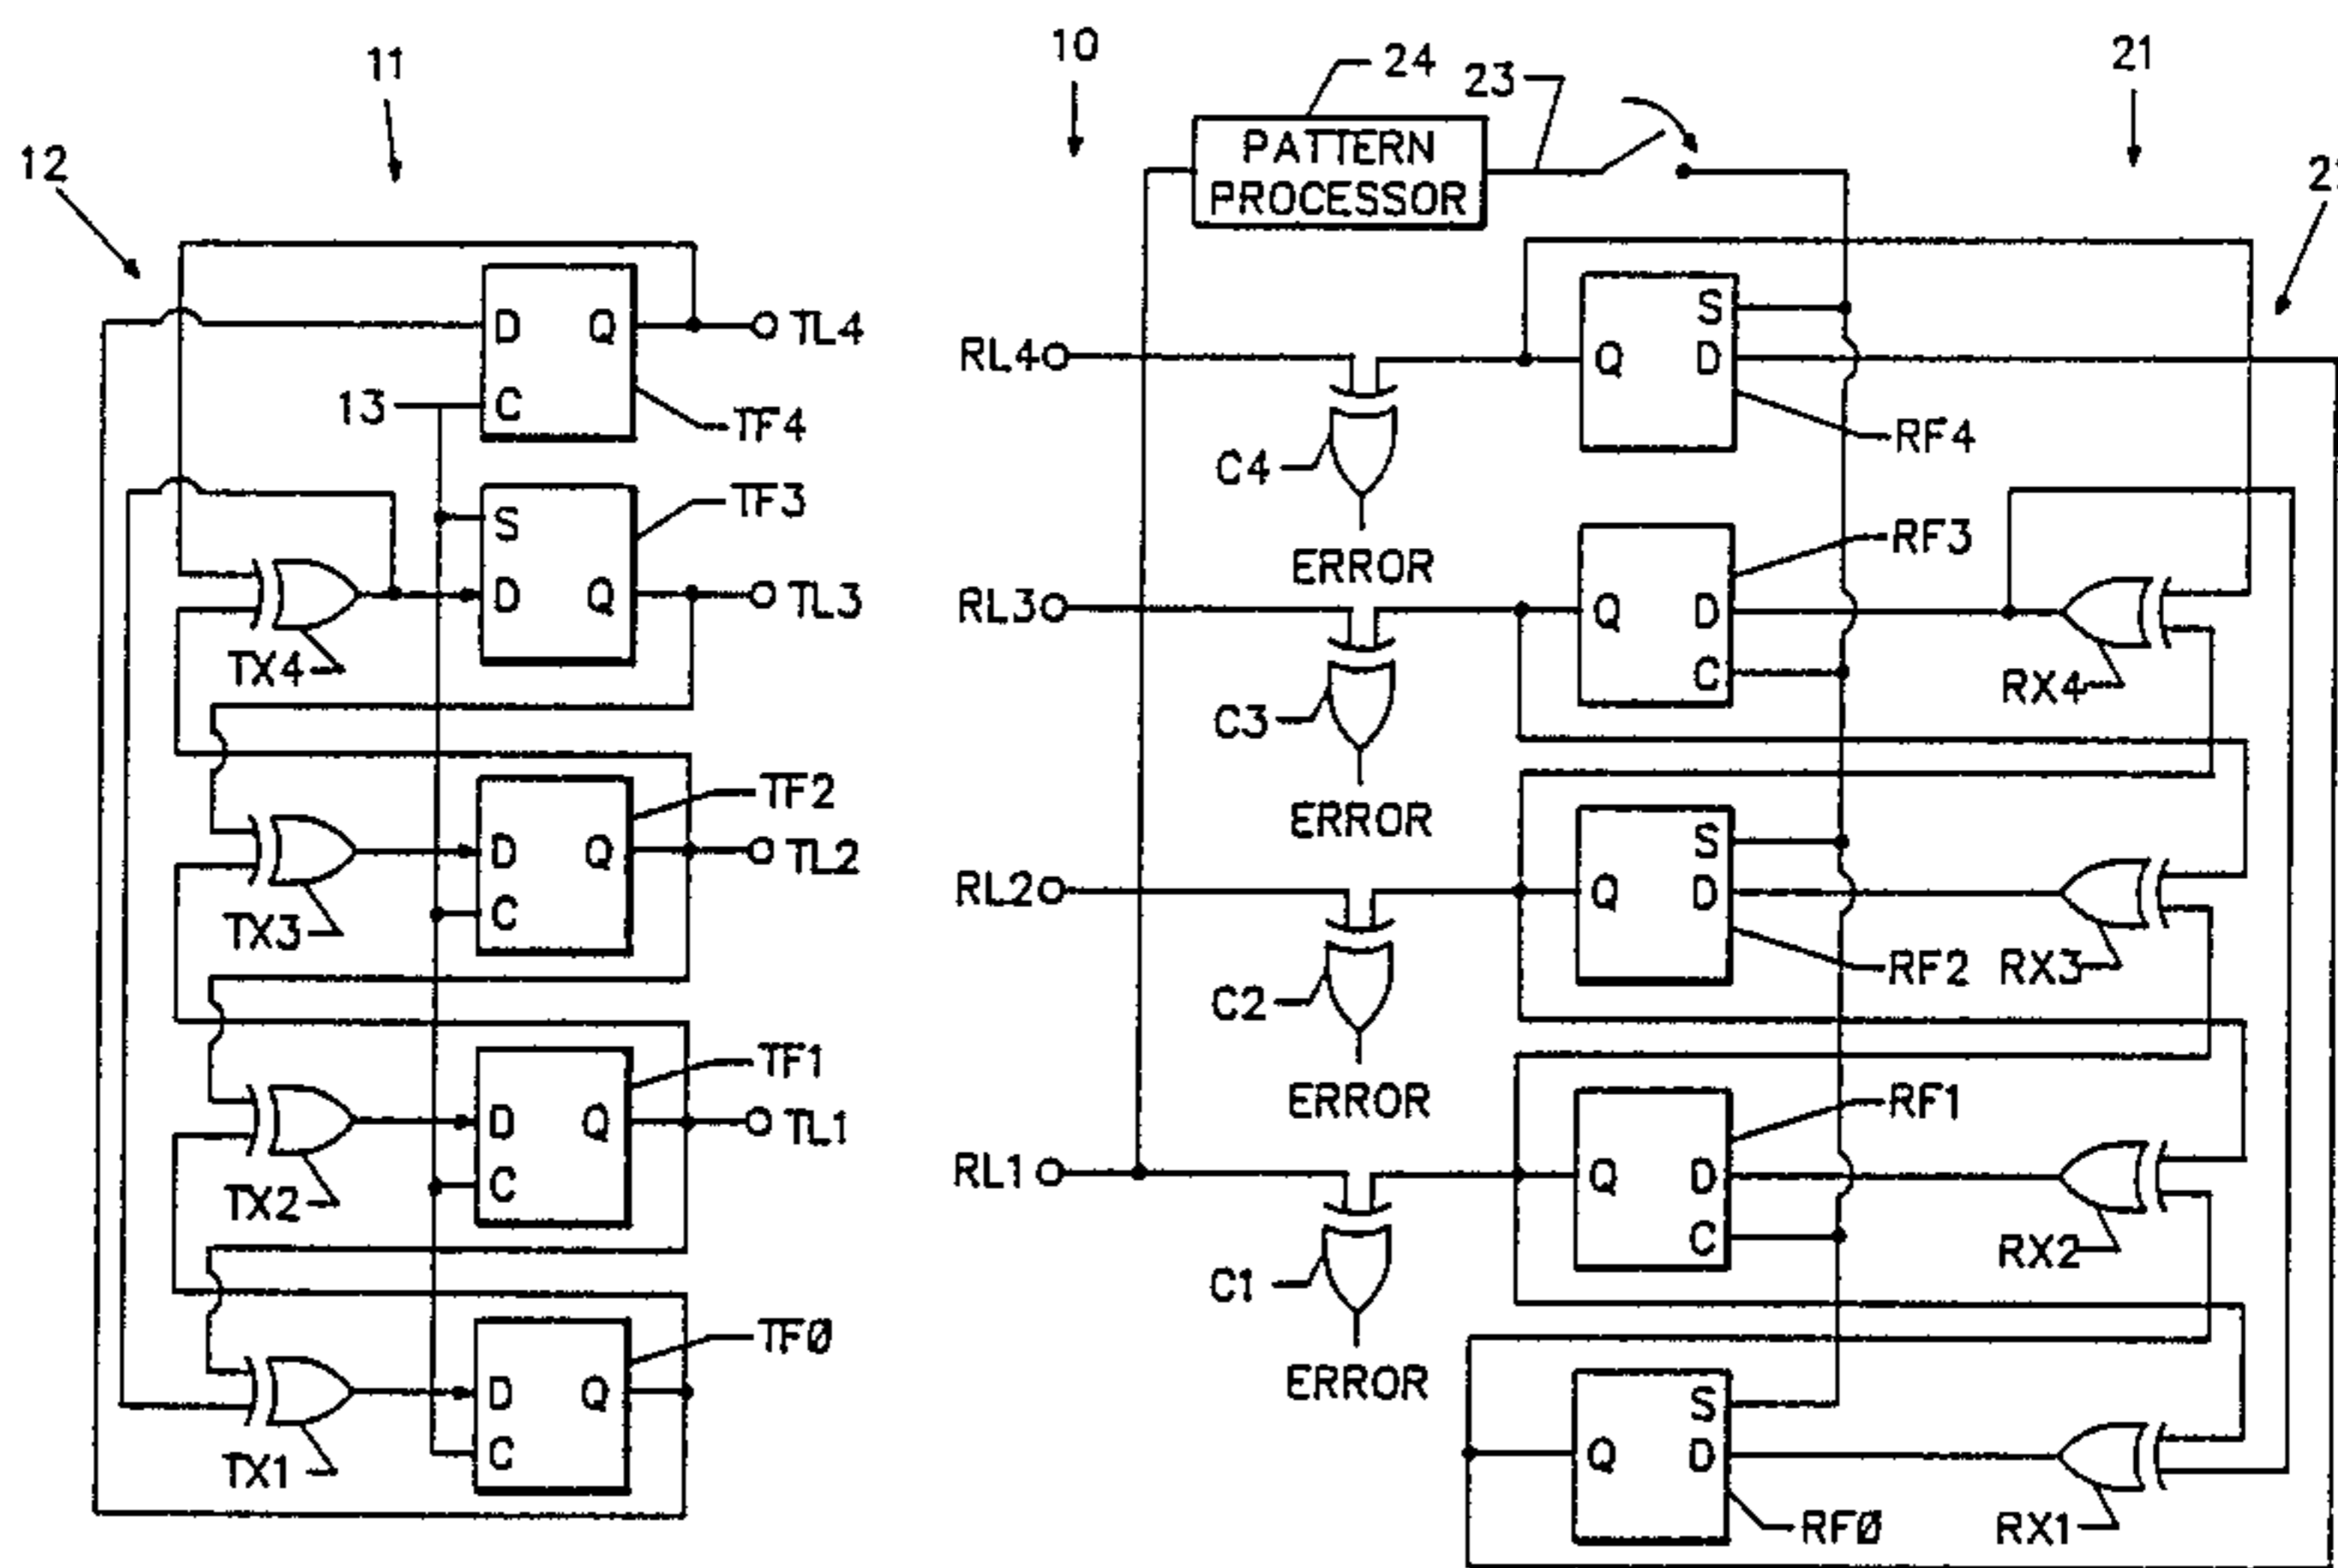 11
12
D Q TL4
13 C
TF4
TF3
S
D Q TL3
TX4
TF2
D Q TL2
C
TX3
TF1
D Q TL1
C
TX2
TF0
D Q
C
TX1
10
24
23
21
PATTERN
PROCESSOR
RL4 Q S
D
RF4
C4
ERROR
RF3
RL3 Q D
C
RX4
C3
ERROR
S
RL2 Q D
RF2
RX3
C2
ERROR
RF1
RL1 Q D
C
RX2
C1
ERROR
S
Q D
RF0
RX1